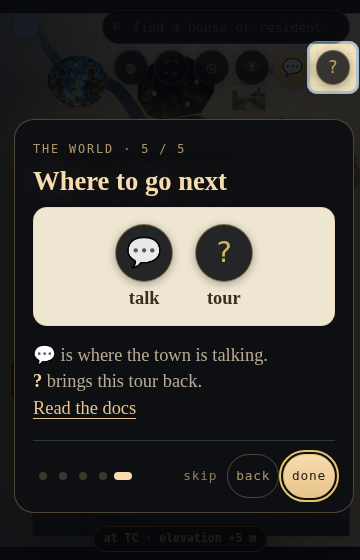 find a house or resident
?
THE WORLD · 5 / 5
Where to go next
?
talk
tour
💬 is where the town is talking.
? brings this tour back.
Read the docs
skip
back
done
at TC · elevation +5 m